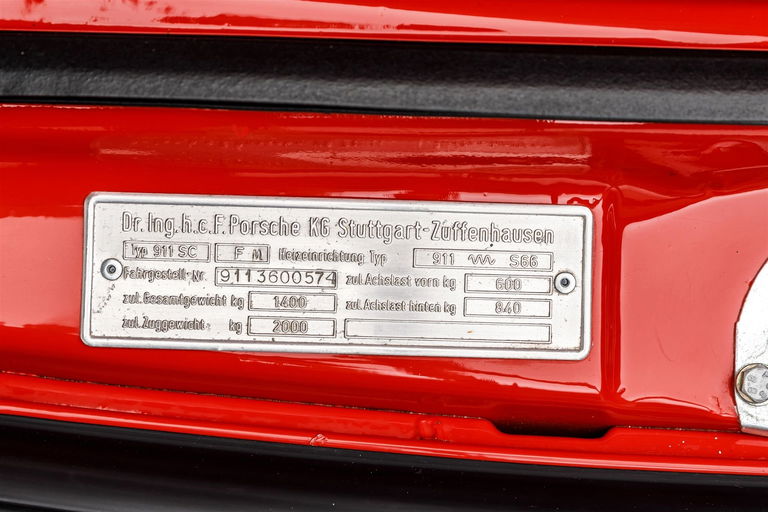 Dr. Ing. h. c. F. Porsche KG Stuttgart-Zuffenhausen
Typ 911 SC F M Heizeinrichtung Typ 911 S66
Fahrgestell-Nr. 9113600574 zul. Achslast vorn kg 600
zul. Gesamtgewicht kg 1400 zul. Achslast hinten kg 840
zul. Zuggewicht kg 2000